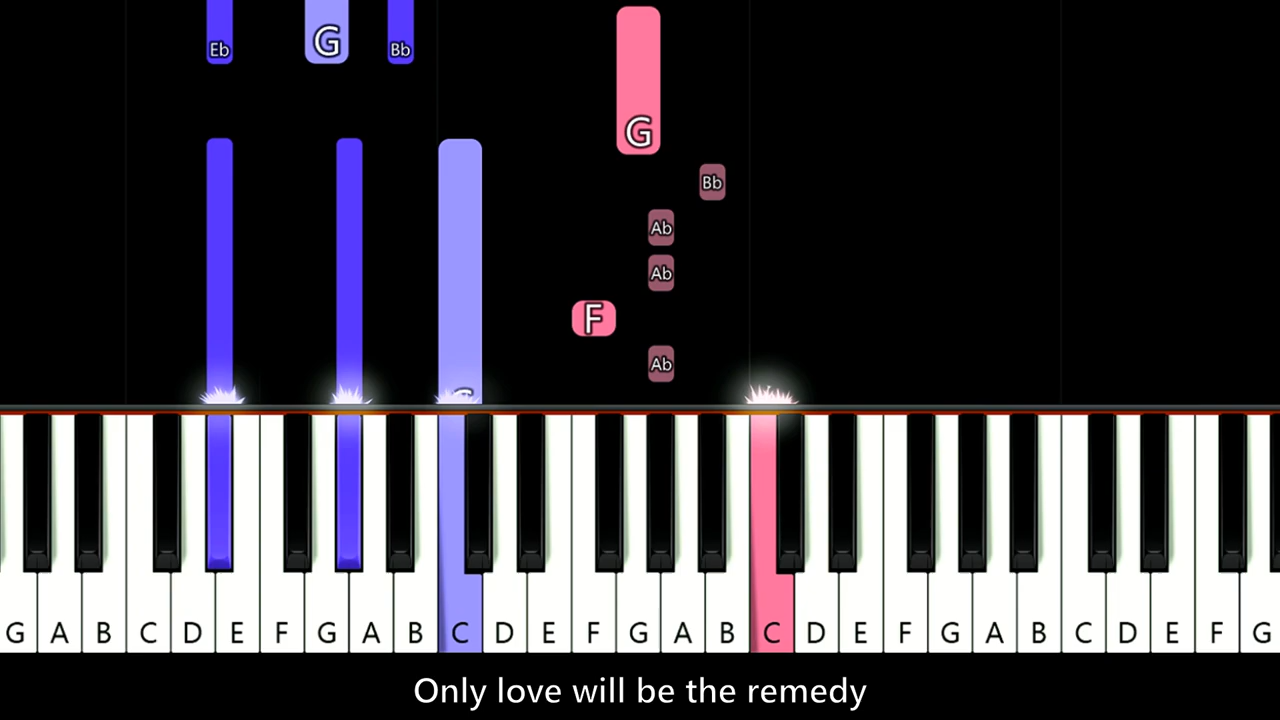 Eb G Bb
G
Bb
Ab
Ab
F
Ab
G A B C D E F G A B C D E F G A B C D E F G A B C D E F G
Only love will be the remedy